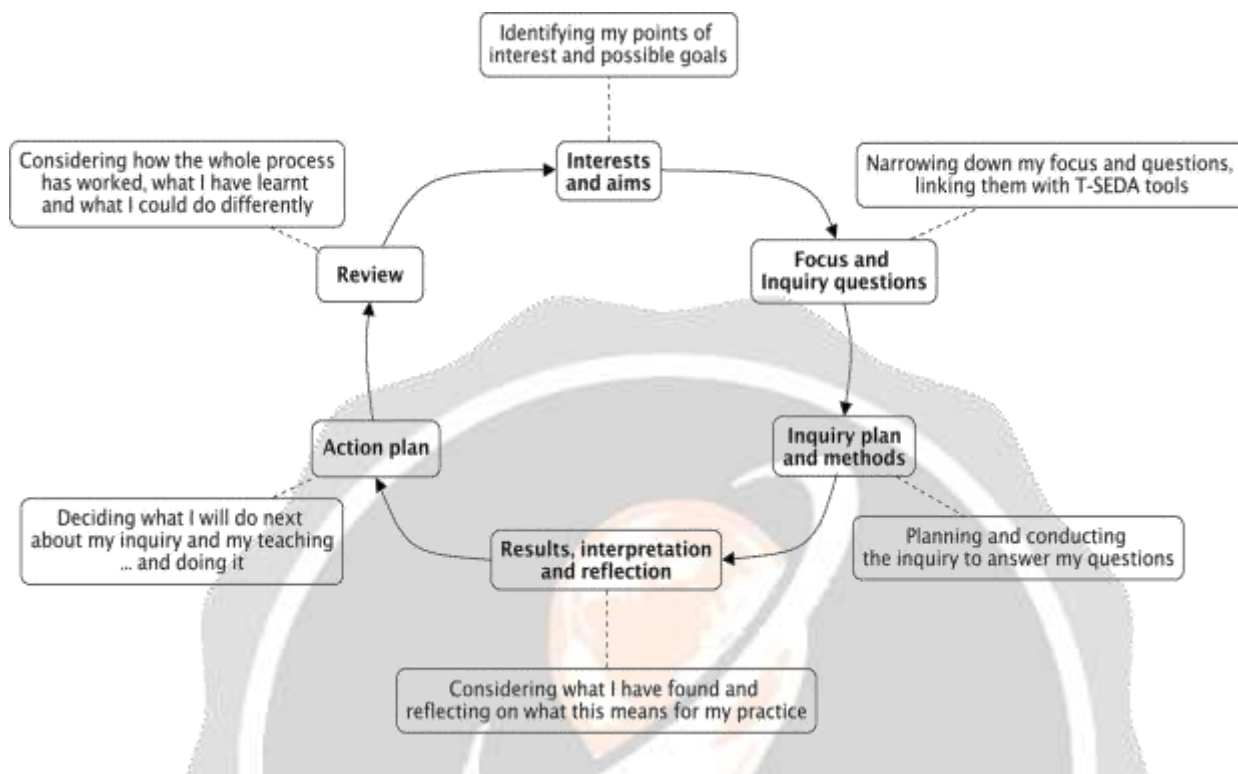 Identifying my points of
interest and possible goals
Interests
and aims
Narrowing down my focus and questions,
linking them with T-SEDA tools
Focus and
Inquiry questions
Inquiry plan
and methods
Planning and conducting
the inquiry to answer my questions
Results, interpretation
and reflection
Considering what I have found and
reflecting on what this means for my practice
Action plan
Deciding what I will do next
about my inquiry and my teaching
... and doing it
Review
Considering how the whole process
has worked, what I have learnt
and what I could do differently